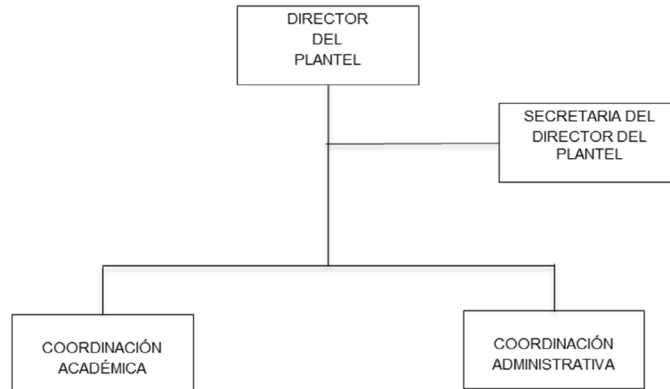 DIRECTOR
DEL
PLANTEL
SECRETARIA DEL
DIRECTOR DEL
PLANTEL
COORDINACIÓN
ACADÉMICA
COORDINACIÓN
ADMINISTRATIVA